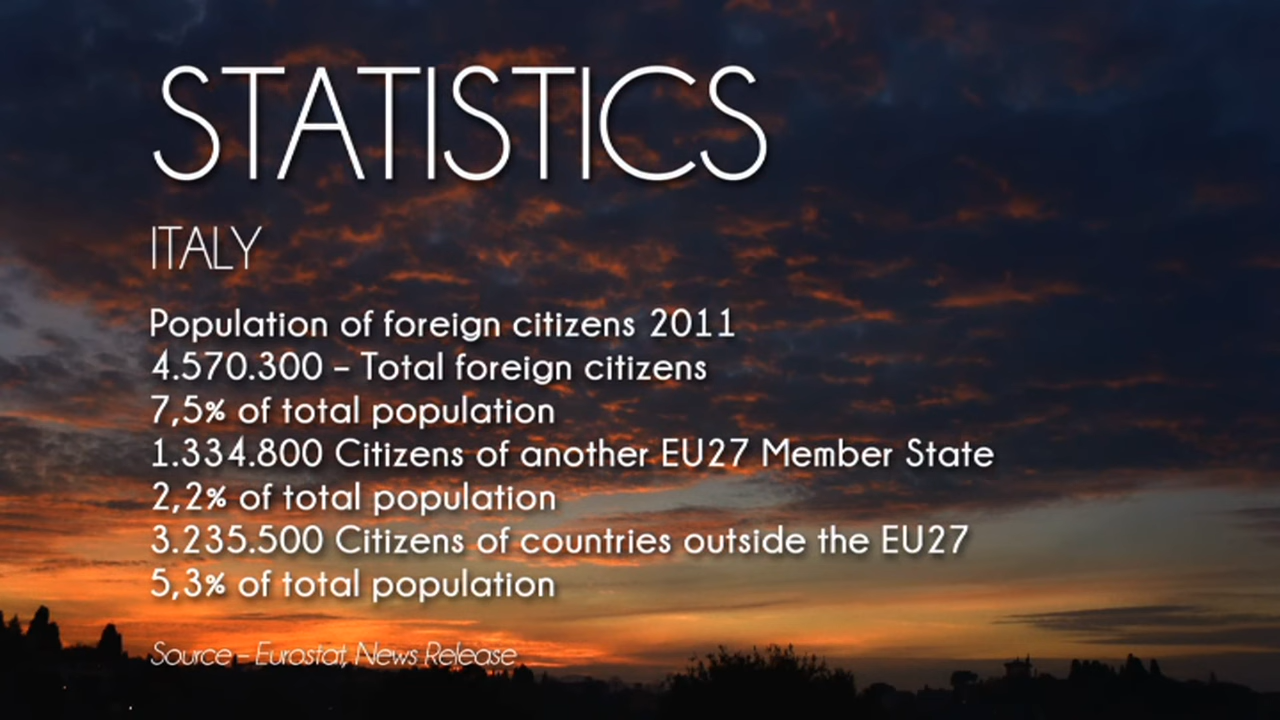 STATISTICS
ITALY
Population of foreign citizens 2011
4.570.300 – Total foreign citizens
7,5% of total population
1.334.800 Citizens of another EU27 Member State
2,2% of total population
3.235.500 Citizens of countries outside the EU27
5,3% of total population
Source – Eurostat, News Release